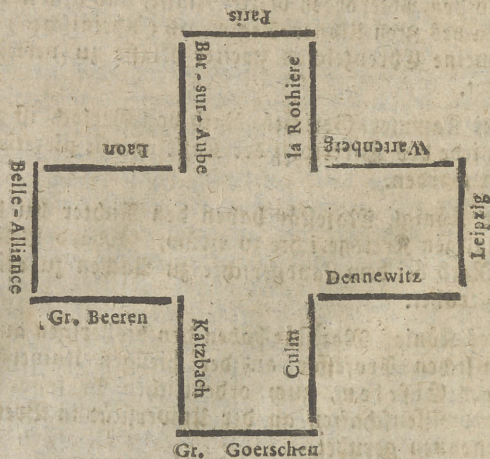 Paris
Bar-sur-Aube
la Rothiere
Laon
Wartenberg
Belle-Alliance
Leipzig
Dennewitz
Gr. Beeren
Katzbach
Culm
Gr. Goerschen